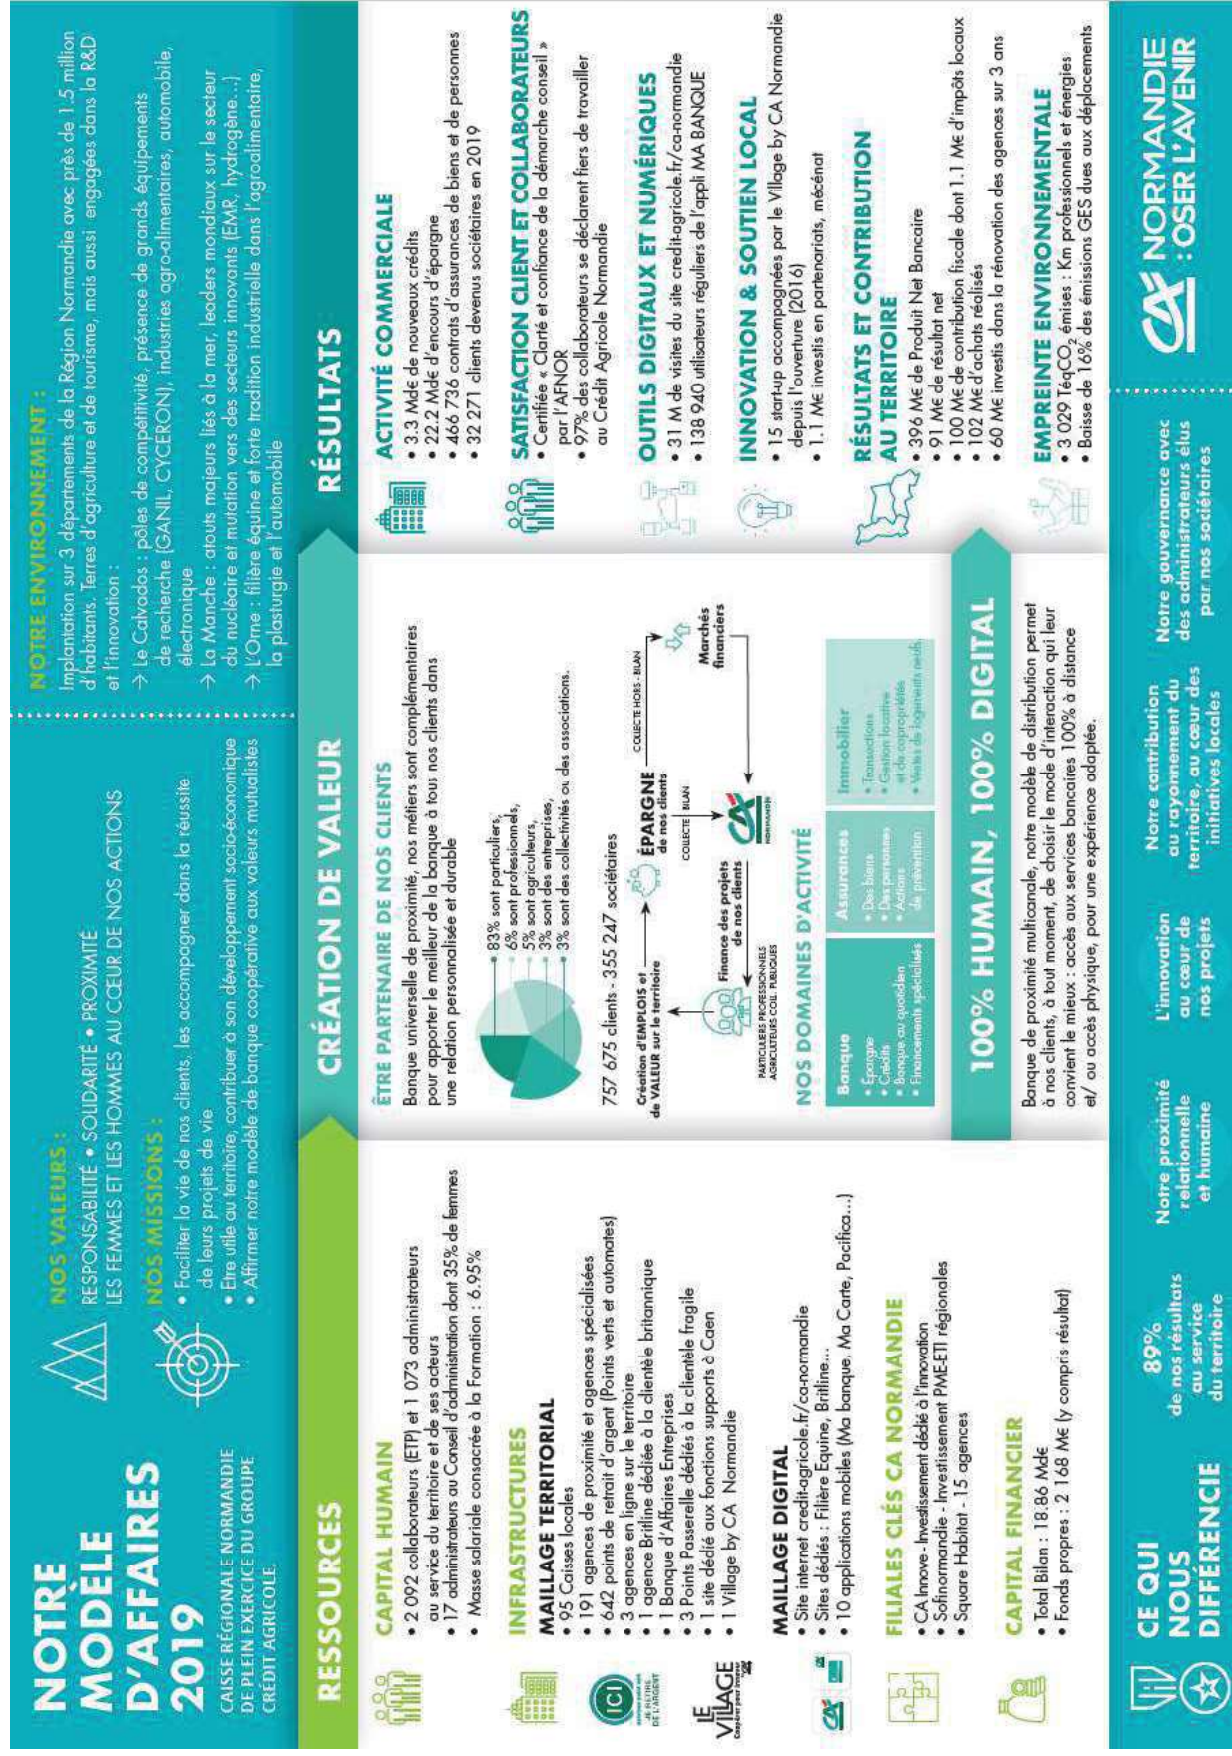 NOTRE
MODÈLE
D'AFFAIRES
2019
CAISSE RÉGIONALE NORMANDIE
DE PLEIN EXERCICE DU GROUPE
CRÉDIT AGRICOLE
NOS VALEURS :
RESPONSABILITÉ • SOLIDARITÉ • PROXIMITÉ
LES FEMMES ET LES HOMMES AU CŒUR DE NOS ACTIONS
NOS MISSIONS :
• Faciliter la vie de nos clients, les accompagner dans la réussite
de leurs projets de vie
• Etre utile au territoire, contribuer à son développement socio-économique
• Affirmer notre modèle de banque coopérative aux valeurs mutualistes
NOTRE ENVIRONNEMENT :
Implantation sur 3 départements de la Région Normandie avec près de 1.5 million
d'habitants. Terres d'agriculture et de tourisme, mais aussi engagées dans la R&D
et l'innovation :
→ Le Calvados : pôles de compétitivité, présence de grands équipements
de recherche (GANIL, CYCERON), industries agro-alimentaires, automobile,
électronique
→ La Manche : atouts majeurs liés à la mer, leaders mondiaux sur le secteur
du nucléaire et mutation vers des secteurs innovants (EMR, hydrogène...)
→ L'Orne : filière équine et forte tradition industrielle dans l'agroalimentaire,
la plasturgie et l'automobile
RESSOURCES
CAPITAL HUMAIN
• 2 092 collaborateurs (ETP) et 1 073 administrateurs
au service du territoire et de ses acteurs
• 17 administrateurs au Conseil d'administration dont 35% de femmes
• Masse salariale consacrée à la Formation : 6.95%
INFRASTRUCTURES
MAILLAGE TERRITORIAL
• 95 Caisses locales
• 191 agences de proximité et agences spécialisées
• 642 points de retrait d'argent (Points verts et automates)
• 3 agences en ligne sur le territoire
• 1 agence Britline dédiée à la clientèle britannique
• 1 Banque d'Affaires Entreprises
• 3 Points Passerelle dédiés à la clientèle fragile
• 1 site dédié aux fonctions supports à Caen
• 1 Village by CA Normandie
ICI
JE RETIRE
DE L'ARGENT
LE
VILLAGE
MAILLAGE DIGITAL
• Site internet credit-agricole.fr/ca-normandie
• Sites dédiés : Filière Equine, Britline...
• 10 applications mobiles (Ma banque, Ma Carte, Pacifica...)
FILIALES CLÉS CA NORMANDIE
• CA Innove - Investissement dédié à l'innovation
• Sofinormandie - Investissement PME-ETI régionales
• Square Habitat - 15 agences
CAPITAL FINANCIER
• Total Bilan : 18.86 Md€
• Fonds propres : 2 168 M€ (y compris résultat)
CRÉATION DE VALEUR
ÊTRE PARTENAIRE DE NOS CLIENTS
Banque universelle de proximité, nos métiers sont complémentaires
pour apporter le meilleur de la banque à tous nos clients dans
une relation personnalisée et durable
83% sont particuliers,
6% sont professionnels,
5% sont agriculteurs,
3% sont des entreprises,
3% sont des collectivités ou des associations.
757 675 clients - 355 247 sociétaires
Création d'EMPLOIS et
de VALEUR sur le territoire
ÉPARGNE
de nos clients
COLLECTE HORS - BILAN
COLLECTE BILAN
Marchés
financiers
Finance des projets
de nos clients
NORMANDIE
PARTICULIERS PROFESSIONNELS
AGRICULTEURS COLL. PUBLIQUES
NOS DOMAINES D'ACTIVITÉ
Banque
• Épargne
• Crédits
• Banque au quotidien
• Financements spécialisés
Assurances
• Des biens
• Des personnes
• Actions
de prévention
Immobilier
• Transactions
• Gestion locative
et de copropriétés
• Ventes de logements neufs
100% HUMAIN, 100% DIGITAL
Banque de proximité multicanale, notre modèle de distribution permet
à nos clients, à tout moment, de choisir le mode d'interaction qui leur
convient le mieux : accès aux services bancaires 100% à distance
et/ ou accès physique, pour une expérience adaptée.
RÉSULTATS
ACTIVITÉ COMMERCIALE
• 3.3 Md€ de nouveaux crédits
• 22.2 Md€ d'encours d'épargne
• 466 736 contrats d'assurances de biens et de personnes
• 32 271 clients devenus sociétaires en 2019
SATISFACTION CLIENT ET COLLABORATEURS
• Certifiée « Clarté et confiance de la démarche conseil »
par l'AFNOR
• 97% des collaborateurs se déclarent fiers de travailler
au Crédit Agricole Normandie
OUTILS DIGITAUX ET NUMÉRIQUES
• 31 M de visites du site credit-agricole.fr/ca-normandie
• 138 940 utilisateurs réguliers de l'appli MA BANQUE
INNOVATION & SOUTIEN LOCAL
• 15 start-up accompagnées par le Village by CA Normandie
depuis l'ouverture (2016)
• 1.1 M€ investis en partenariats, mécénat
RÉSULTATS ET CONTRIBUTION
AU TERRITOIRE
• 396 M€ de Produit Net Bancaire
• 91 M€ de résultat net
• 100 M€ de contribution fiscale dont 1.1 M€ d'impôts locaux
• 102 M€ d'achats réalisés
• 60 M€ investis dans la rénovation des agences sur 3 ans
EMPREINTE ENVIRONNEMENTALE
• 3 029 TéqCO2 émises : Km professionnels et énergies
• Baisse de 16% des émissions GES dues aux déplacements
CE QUI
NOUS
DIFFÉRENCIE
89%
de nos résultats
au service
du territoire
Notre proximité
relationnelle
et humaine
L'innovation
au cœur de
nos projets
Notre contribution
au rayonnement du
territoire, au cœur des
initiatives locales
Notre gouvernance avec
des administrateurs élus
par nos sociétaires
NORMANDIE
: OSER L'AVENIR